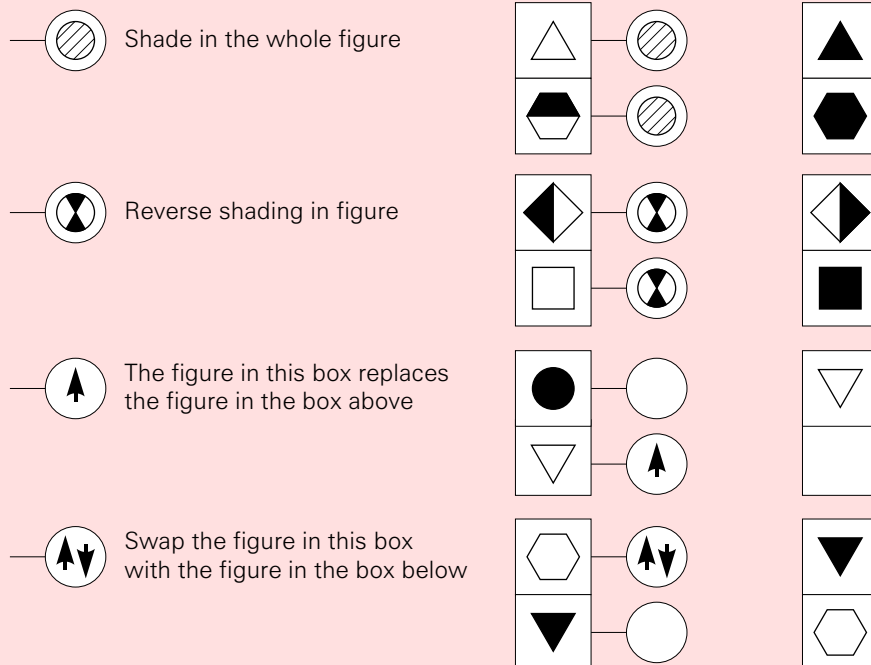 Shade in the whole figure
Reverse shading in figure
The figure in this box replaces
the figure in the box above
Swap the figure in this box
with the figure in the box below